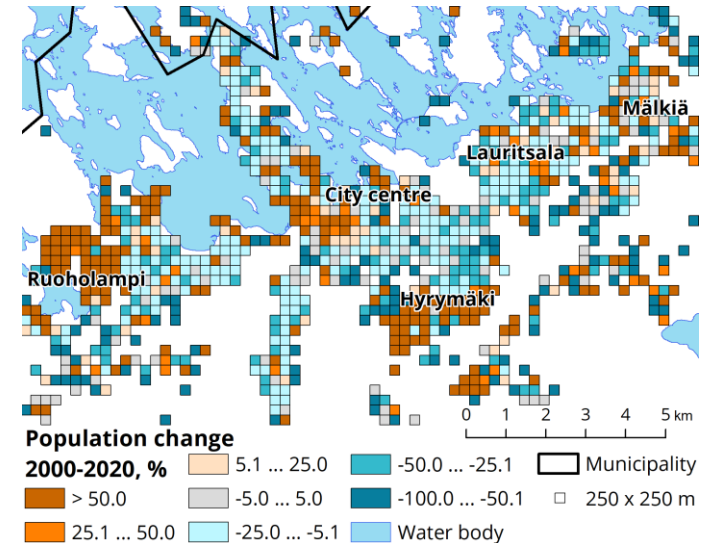 Mälkiä
Lauritsala
City centre
Ruoholampi
Hyrymäki
0 1 2 3 4 5 km
Population change
2000-2020, %
> 50.0
25.1 ... 50.0
5.1 ... 25.0
-5.0 ... 5.0
-25.0 ... -5.1
-50.0 ... -25.1
-100.0 ... -50.1
Water body
Municipality
250 x 250 m